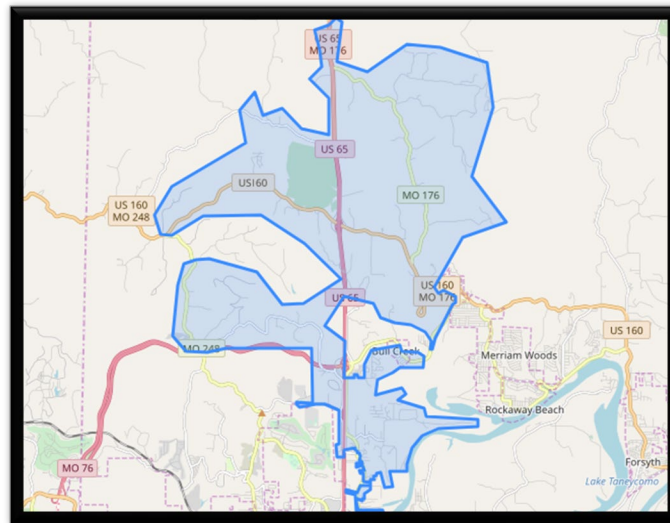 US 65
MO 176
US 65
US160
MO 176
US 160
MO 248
US 160
MO 176
US 65
US 160
MO 248
Bull Creek
Merriam Woods
Rockaway Beach
MO 76
Forsyth
Lake Taneycomo